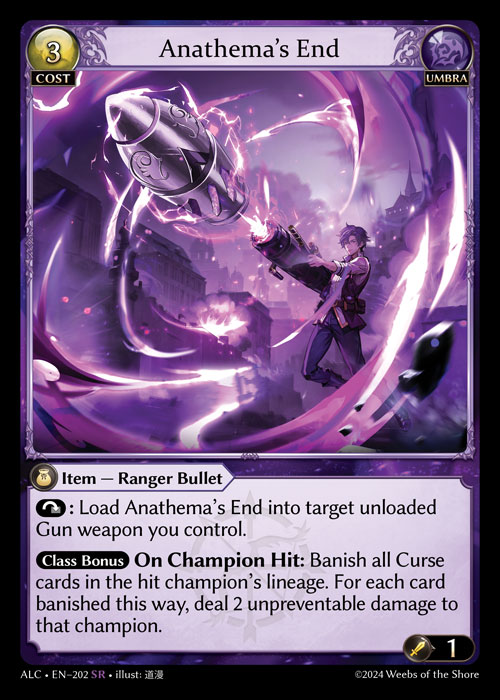 3
COST
Anathema's End
UMBRA
Item — Ranger Bullet
: Load Anathema's End into target unloaded
Gun weapon you control.
Class Bonus On Champion Hit: Banish all Curse
cards in the hit champion's lineage. For each card
banished this way, deal 2 unpreventable damage to
that champion.
1
ALC • EN-202 SR • illust: 道漫
©2024 Weebs of the Shore